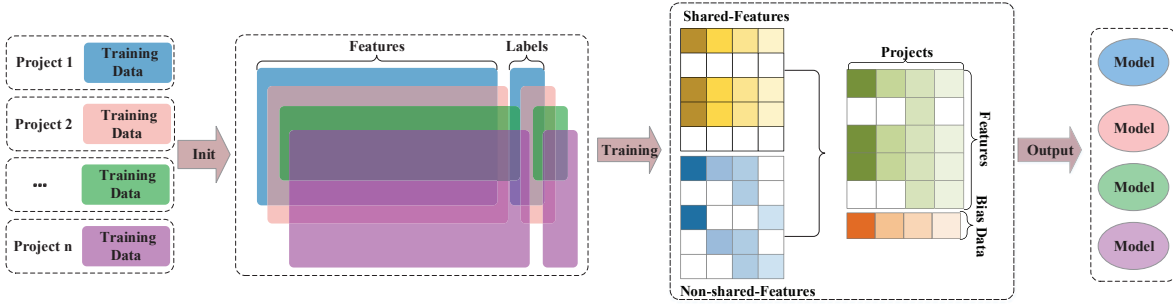 Project 1
Training
Data
Project 2
Training
Data
...
Training
Data
Project n
Training
Data
Init
Features
Labels
Training
Shared-Features
Non-shared-Features
Projects
Features
Bias Data
Output
Model
Model
Model
Model